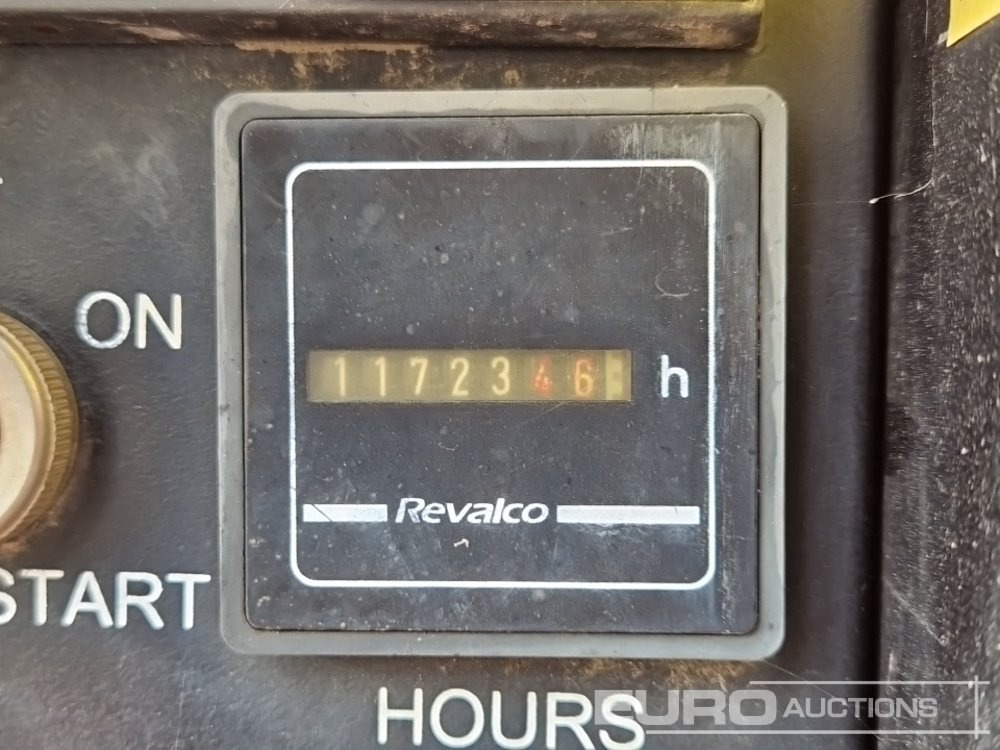 ON
1172346 h
Revalco
START
HOURS
EURO AUCTIONS